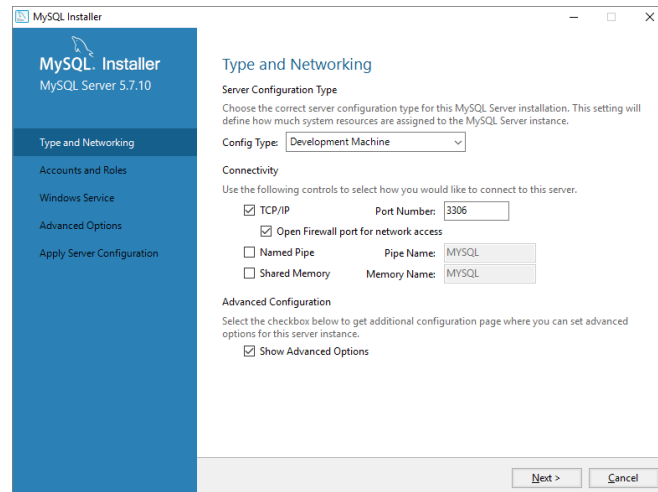 MySQL Installer
MySQL. Installer
MySQL Server 5.7.10
Type and Networking
Accounts and Roles
Windows Service
Advanced Options
Apply Server Configuration
Type and Networking
Server Configuration Type
Choose the correct server configuration type for this MySQL Server installation. This setting will
define how much system resources are assigned to the MySQL Server instance.
Config Type: Development Machine
Connectivity
Use the following controls to select how you would like to connect to this server.
TCP/IP Port Number: 3306
Open Firewall port for network access
Named Pipe Pipe Name: MYSQL
Shared Memory Memory Name: MYSQL
Advanced Configuration
Select the checkbox below to get additional configuration page where you can set advanced
options for this server instance.
Show Advanced Options
Next > Cancel